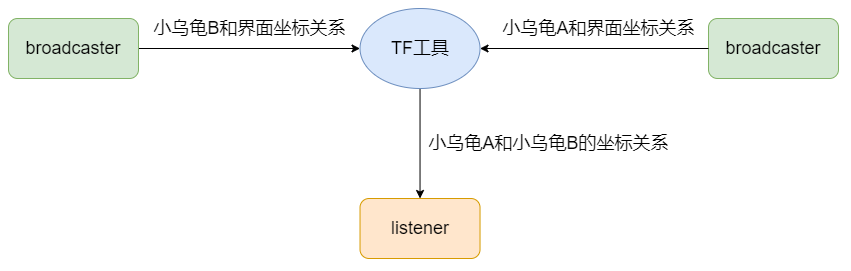 broadcaster
小乌龟B和界面坐标关系
TF工具
小乌龟A和界面坐标关系
broadcaster
小乌龟A和小乌龟B的坐标关系
listener